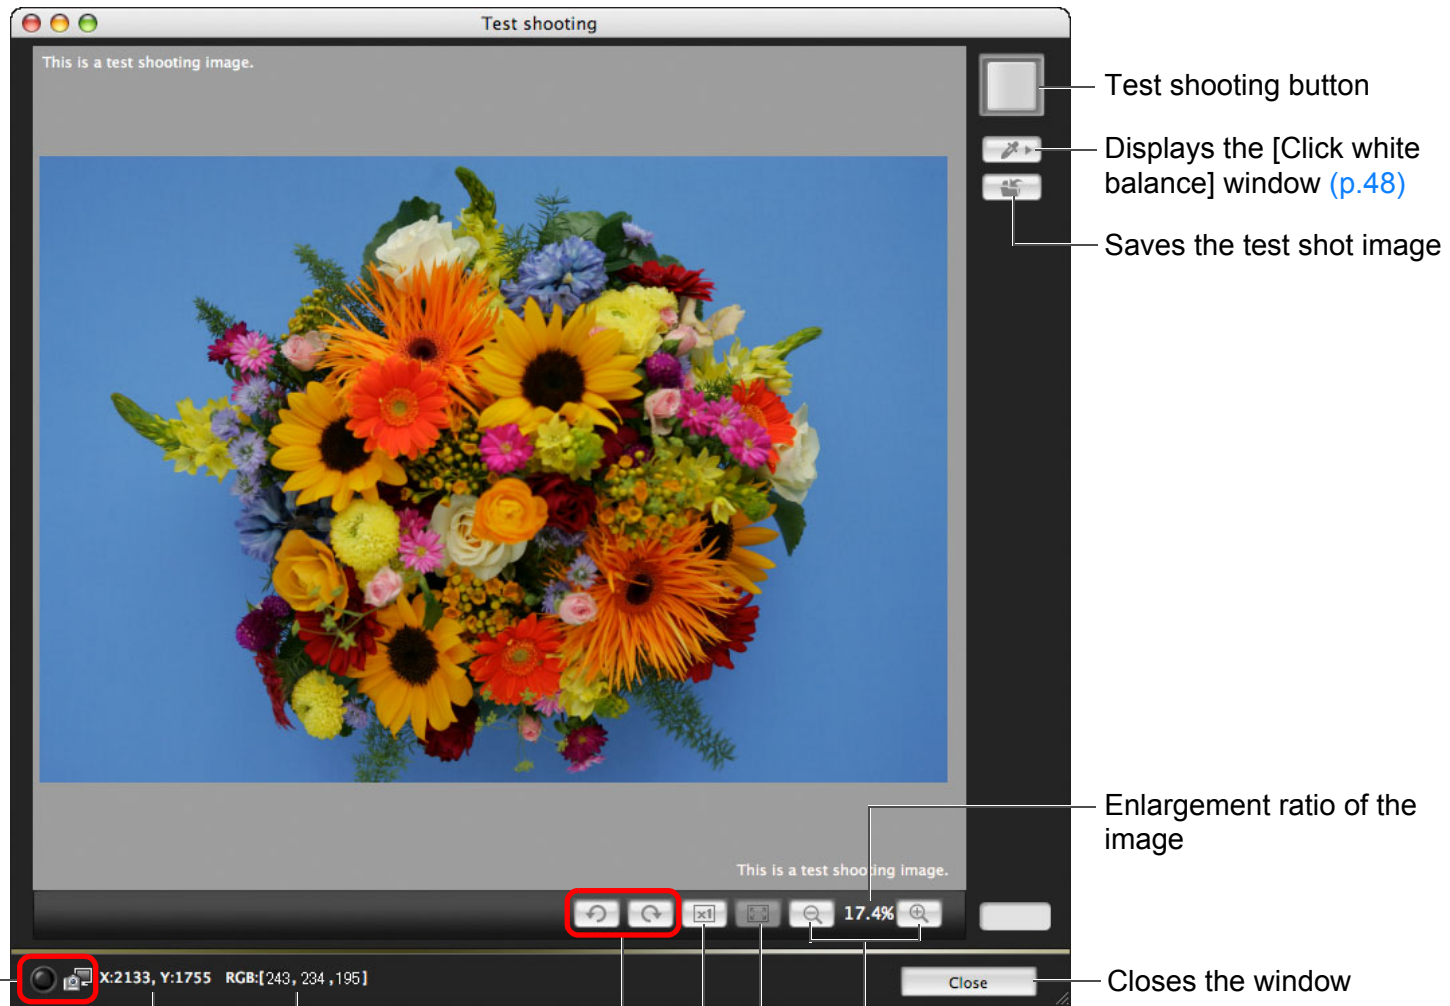 Test shooting
This is a test shooting image.
Test shooting button
Displays the [Click white
balance] window (p.48)
Saves the test shot image
Enlargement ratio of the
image
This is a test shooting image.
x1
17.4%
X:2133, Y:1755 RGB:[243, 234 ,195]
Close
Closes the window